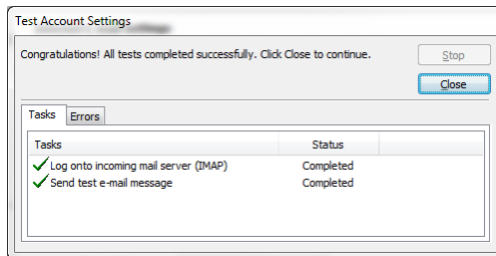 Test Account Settings
Congratulations! All tests completed successfully. Click Close to continue.
Stop
Close
Tasks Errors
Tasks Status
Log onto incoming mail server (IMAP) Completed
Send test e-mail message Completed